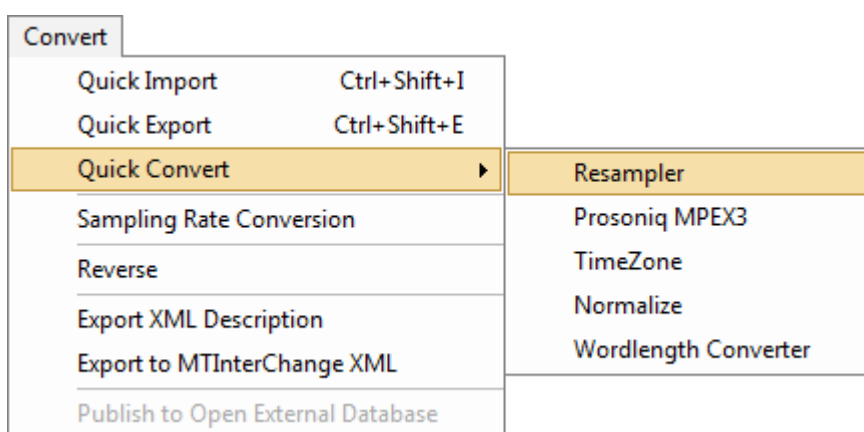 Convert
Quick Import Ctrl+Shift+I
Quick Export Ctrl+Shift+E
Quick Convert
Sampling Rate Conversion
Reverse
Export XML Description
Export to MTInterChange XML
Publish to Open External Database
Resampler
Prosoniq MPEX3
TimeZone
Normalize
Wordlength Converter